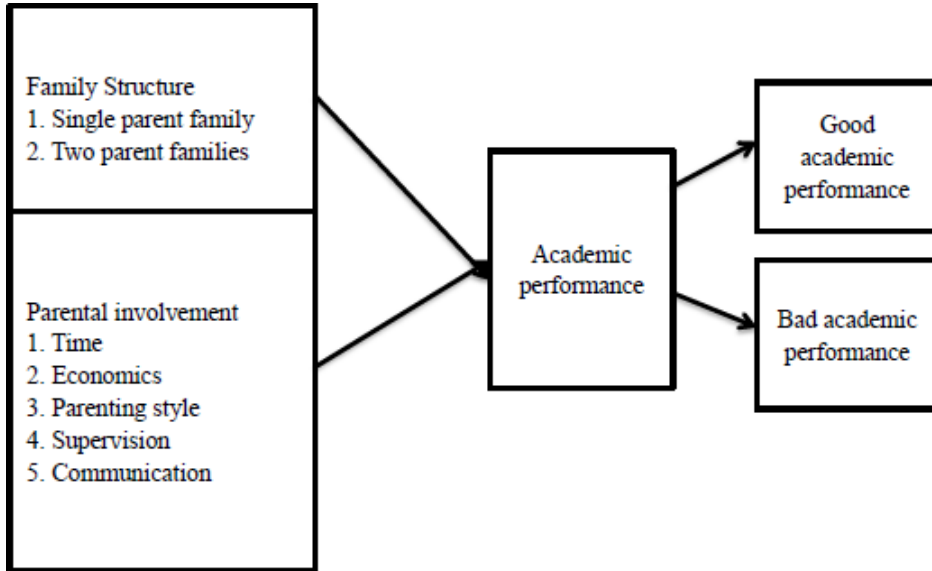 Family Structure
1. Single parent family
2. Two parent families
Parental involvement
1. Time
2. Economics
3. Parenting style
4. Supervision
5. Communication
Academic
performance
Good
academic
performance
Bad academic
performance